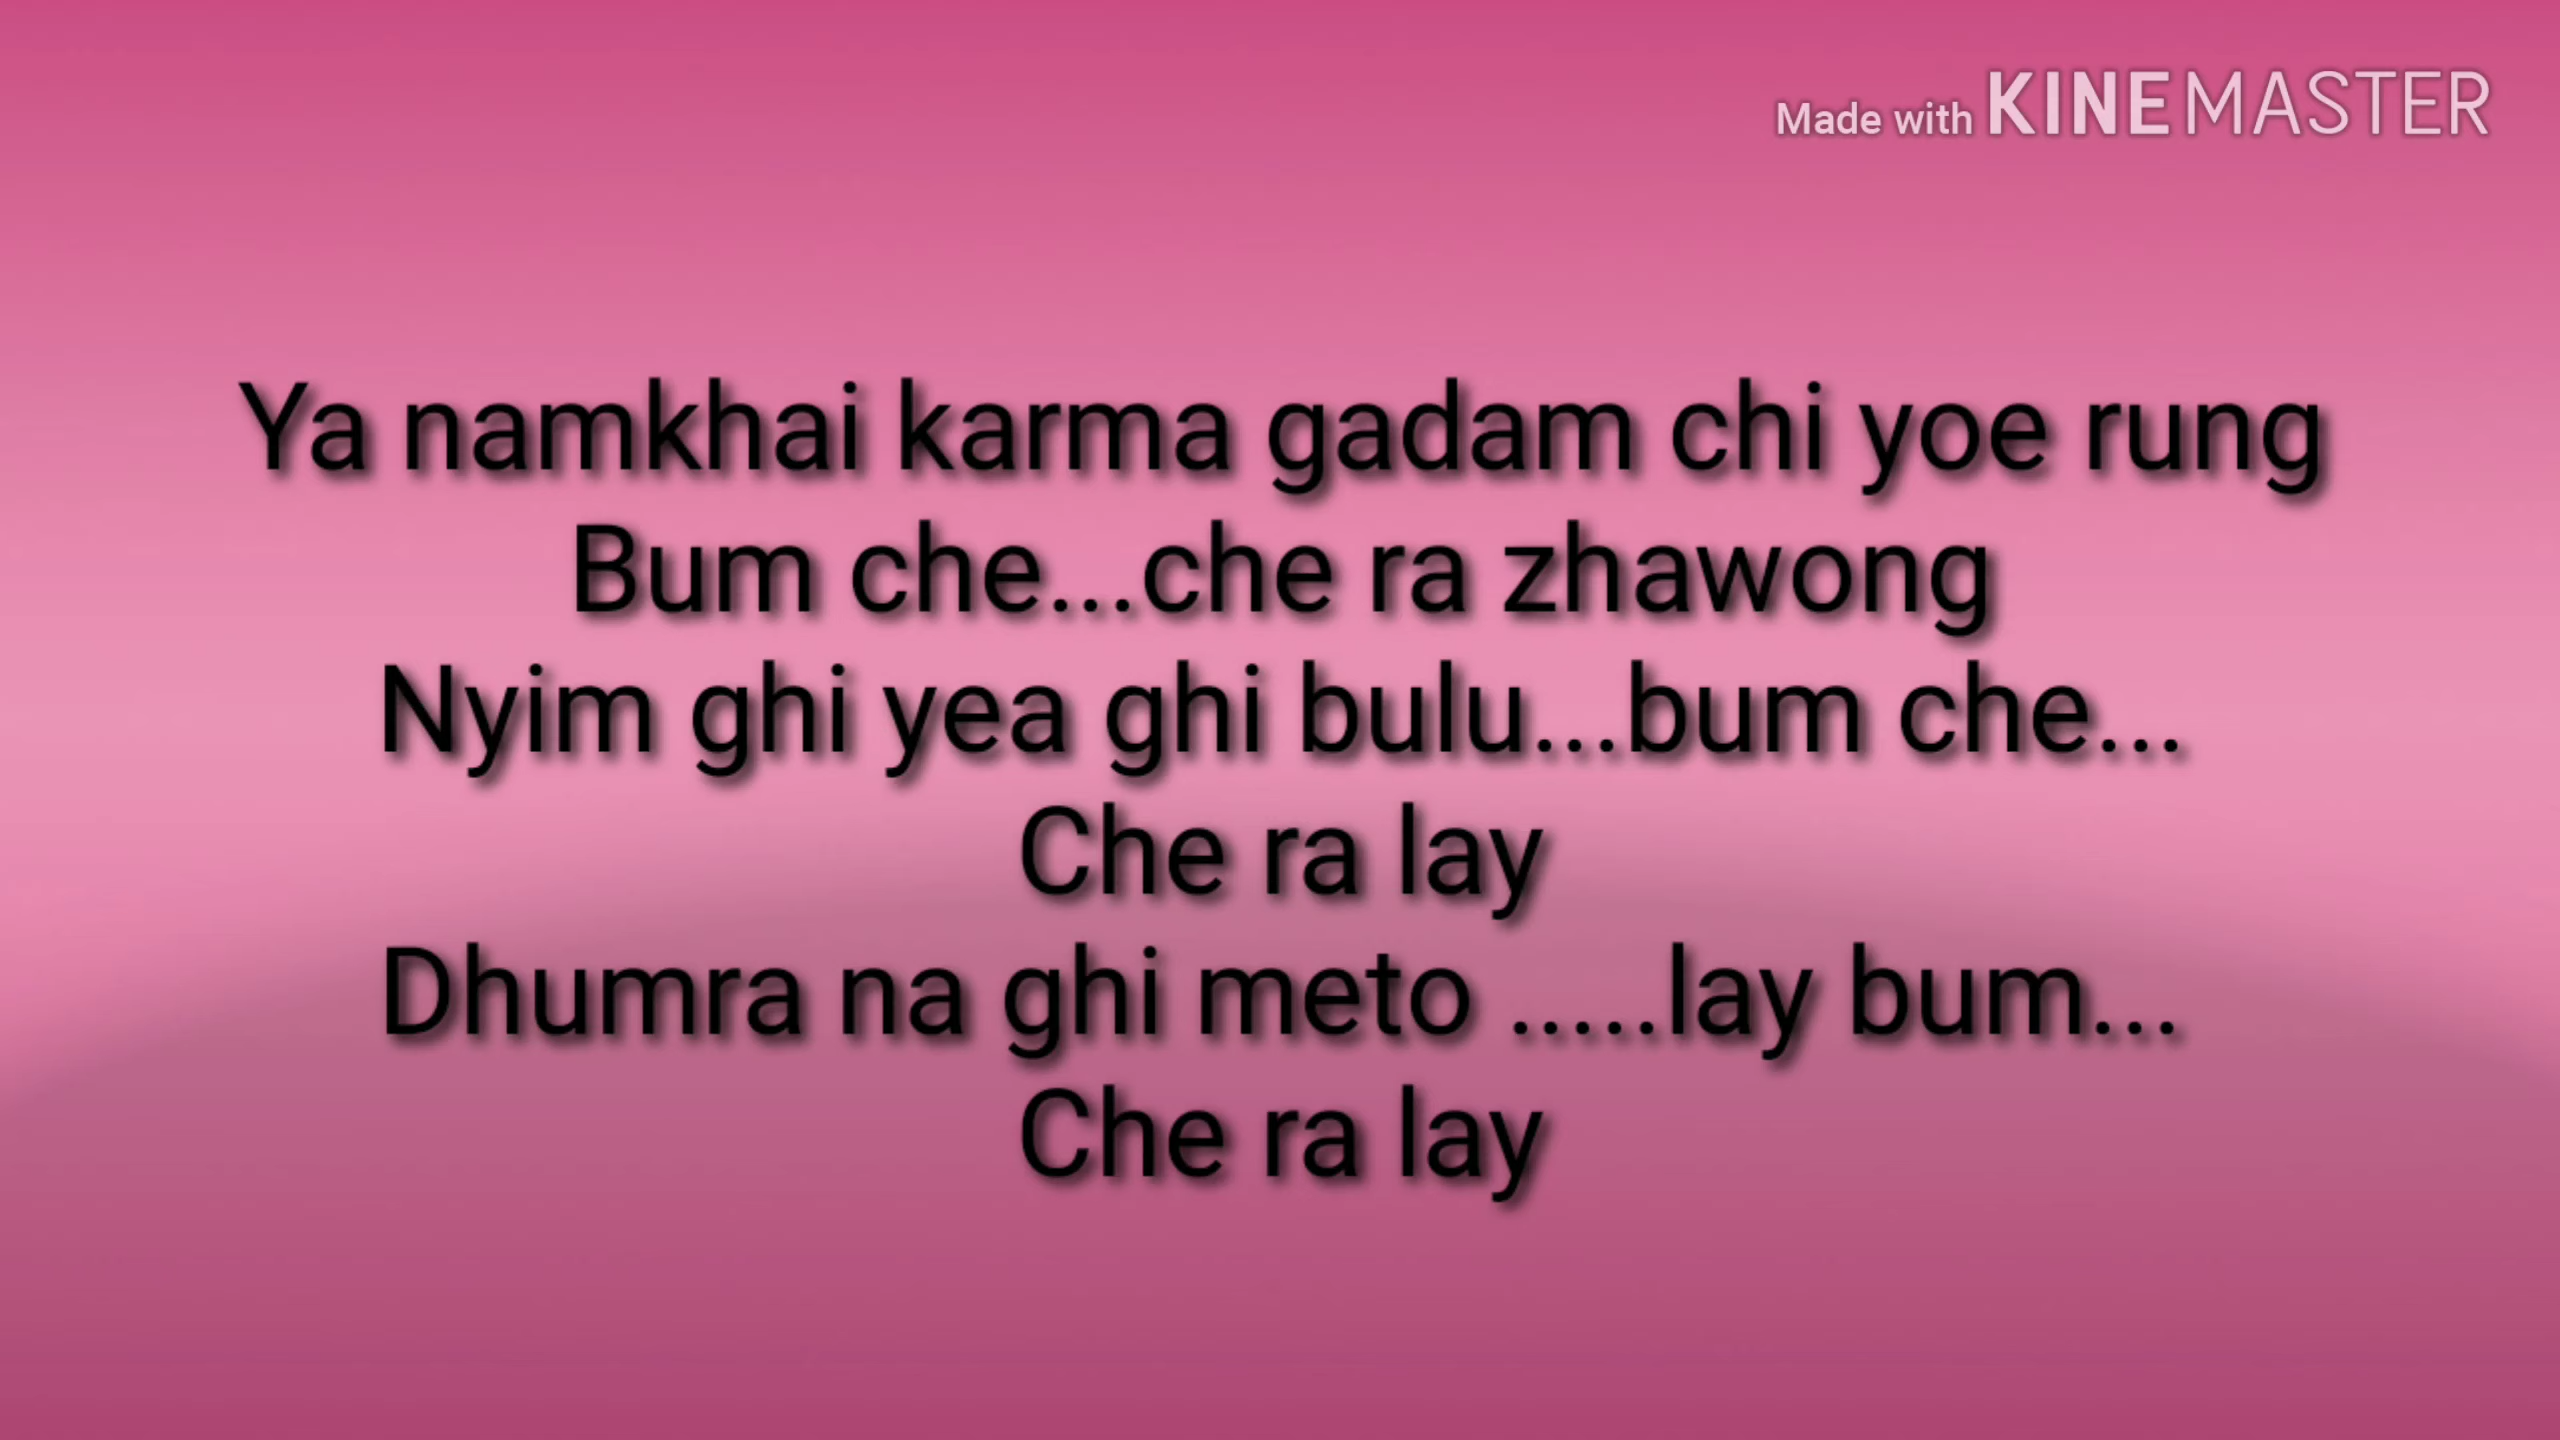 Made with KINEMASTER
Ya namkhai karma gadam chi yoe rung
Bum che...che ra zhawong
Nyim ghi yea ghi bulu...bum che...
Che ra lay
Dhumra na ghi meto .....lay bum...
Che ra lay